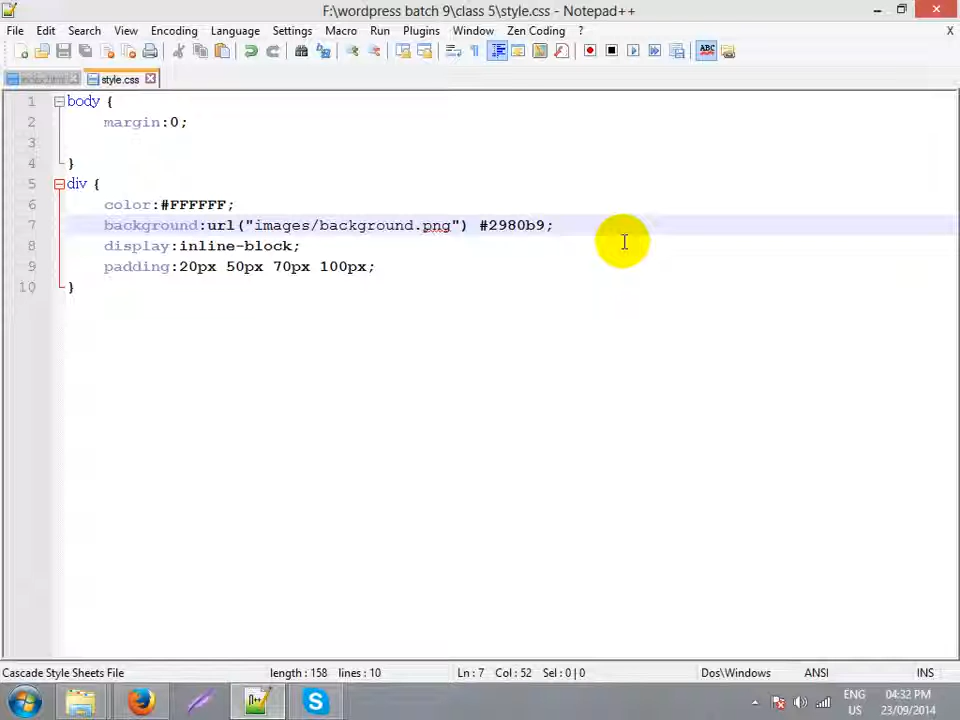 F:\wordpress batch 9\class 5\style.css - Notepad++
File Edit Search View Encoding Language Settings Macro Run Plugins Window Zen Coding ? X
index.html style.css
1 body {
2 margin:0;
3
4 }
5 div {
6 color:#FFFFFF;
7 background:url("images/background.png") #2980b9;
8 display:inline-block;
9 padding:20px 50px 70px 100px;
10 }
Cascade Style Sheets File length : 158 lines : 10 Ln : 7 Col : 52 Sel : 0 | 0 Dos\Windows ANSI INS
ENG 04:32 PM
US 23/09/2014